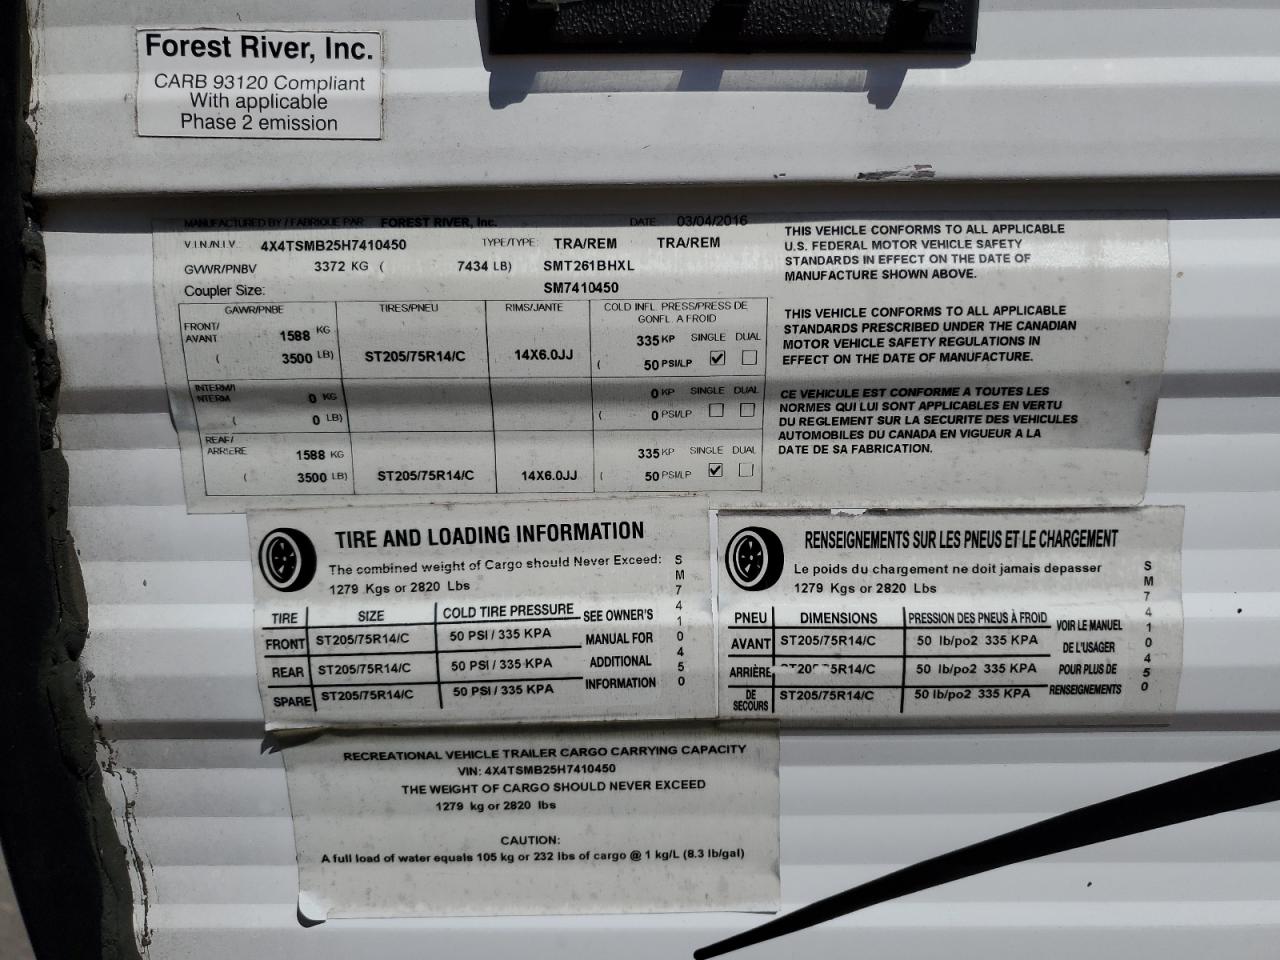 Forest River, Inc.
CARB 93120 Compliant
With applicable
Phase 2 emission
MANUFACTURED BY / FABRIQUE PAR FOREST RIVER, Inc. DATE 03/04/2016
V.I.N/N.I.V. 4X4TSMB25H7410450 TYPE/TYPE: TRA/REM TRA/REM
GVWR/PNBV 3372 KG ( 7434 LB) SMT261BHXL
Coupler Size: SM7410450
GAWR/PNBE TIRES/PNEU RIMS/JANTE COLD INFL PRESS/PRESS DE
GONFL A FROID
FRONT/
AVANT 1588 KG 335 KP SINGLE DUAL
( 3500 LB) ST205/75R14/C 14X6.0JJ ( 50 PSI/LP
INTERM/I
INTERM 0 KG 0 KP SINGLE DUAL
( 0 LB) ( 0 PSI/LP
REAR/
ARRIERE 1588 KG 335 KP SINGLE DUAL
( 3500 LB) ST205/75R14/C 14X6.0JJ ( 50 PSI/LP
THIS VEHICLE CONFORMS TO ALL APPLICABLE
U.S. FEDERAL MOTOR VEHICLE SAFETY
STANDARDS IN EFFECT ON THE DATE OF
MANUFACTURE SHOWN ABOVE.
THIS VEHICLE CONFORMS TO ALL APPLICABLE
STANDARDS PRESCRIBED UNDER THE CANADIAN
MOTOR VEHICLE SAFETY REGULATIONS IN
EFFECT ON THE DATE OF MANUFACTURE.
CE VEHICULE EST CONFORME A TOUTES LES
NORMES QUI LUI SONT APPLICABLES EN VERTU
DU REGLEMENT SUR LA SECURITE DES VEHICULES
AUTOMOBILES DU CANADA EN VIGUEUR A LA
DATE DE SA FABRICATION.
TIRE AND LOADING INFORMATION
The combined weight of Cargo should Never Exceed:
1279 Kgs or 2820 Lbs
TIRE SIZE COLD TIRE PRESSURE SEE OWNER'S
FRONT ST205/75R14/C 50 PSI / 335 KPA MANUAL FOR
REAR ST205/75R14/C 50 PSI / 335 KPA ADDITIONAL
SPARE ST205/75R14/C 50 PSI / 335 KPA INFORMATION
SM7410450
RENSEIGNEMENTS SUR LES PNEUS ET LE CHARGEMENT
Le poids du chargement ne doit jamais depasser
1279 Kgs or 2820 Lbs
PNEU DIMENSIONS PRESSION DES PNEUS À FROID VOIR LE MANUEL
AVANT ST205/75R14/C 50 lb/po2 335 KPA DE L'USAGER
ARRIÈRE 50 lb/po2 335 KPA POUR PLUS DE
DE
SECOURS ST205/75R14/C 50 lb/po2 335 KPA RENSEIGNEMENTS
SM7410450
RECREATIONAL VEHICLE TRAILER CARGO CARRYING CAPACITY
VIN: 4X4TSMB25H7410450
THE WEIGHT OF CARGO SHOULD NEVER EXCEED
1279 kg or 2820 lbs
CAUTION:
A full load of water equals 105 kg or 232 lbs of cargo @ 1 kg/L (8.3 lb/gal)